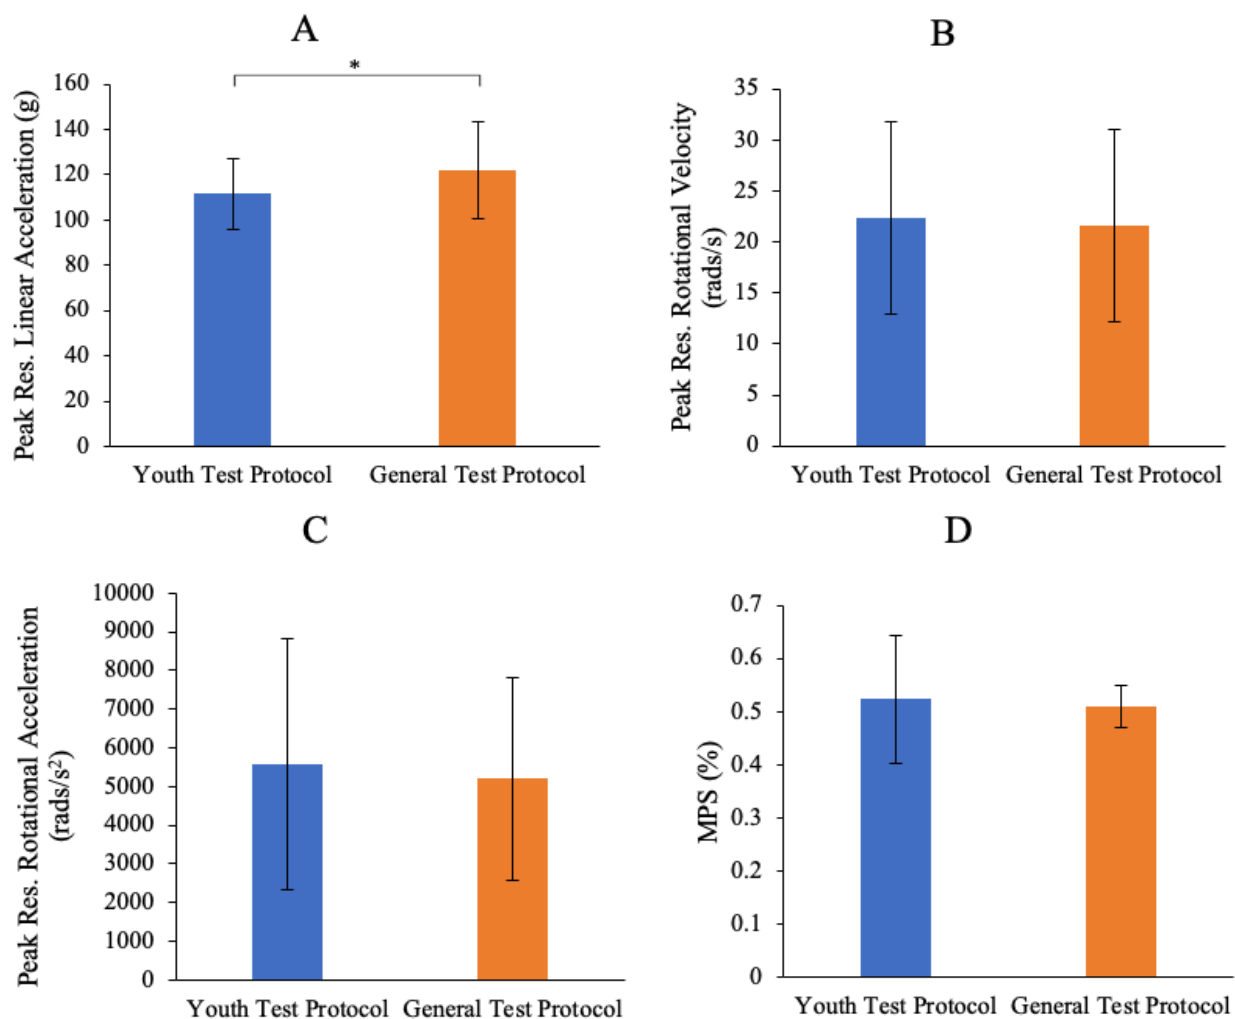 A
*
Peak Res. Linear Acceleration (g)
160
140
120
100
80
60
40
20
0
Youth Test Protocol
General Test Protocol
B
Peak Res. Rotational Velocity
(rads/s)
35
30
25
20
15
10
5
0
Youth Test Protocol
General Test Protocol
C
Peak Res. Rotational Acceleration
(rads/s²)
10000
9000
8000
7000
6000
5000
4000
3000
2000
1000
0
Youth Test Protocol
General Test Protocol
D
MPS (%)
0.7
0.6
0.5
0.4
0.3
0.2
0.1
0
Youth Test Protocol
General Test Protocol